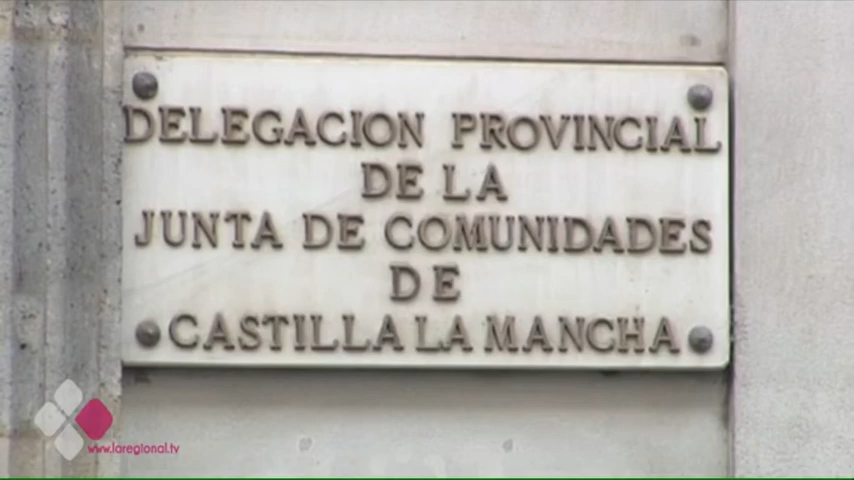 DELEGACION PROVINCIAL
DE LA
JUNTA DE COMUNIDADES
DE
CASTILLA LA MANCHA
www.laregional.tv